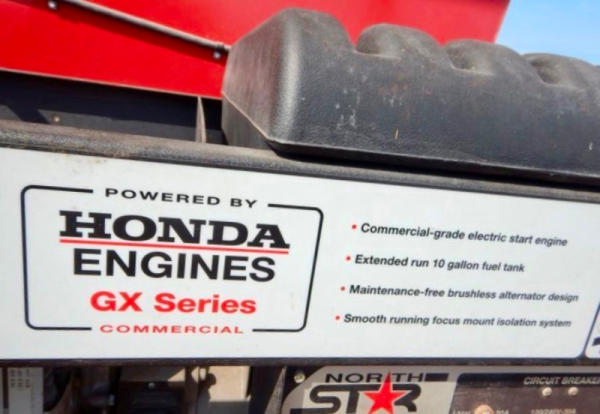 POWERED BY
HONDA
ENGINES
GX Series
COMMERCIAL
• Commercial-grade electric start engine
• Extended run 10 gallon fuel tank
• Maintenance-free brushless alternator design
• Smooth running focus mount isolation system
NORTH
ST★R
CIRCUIT BREAKER